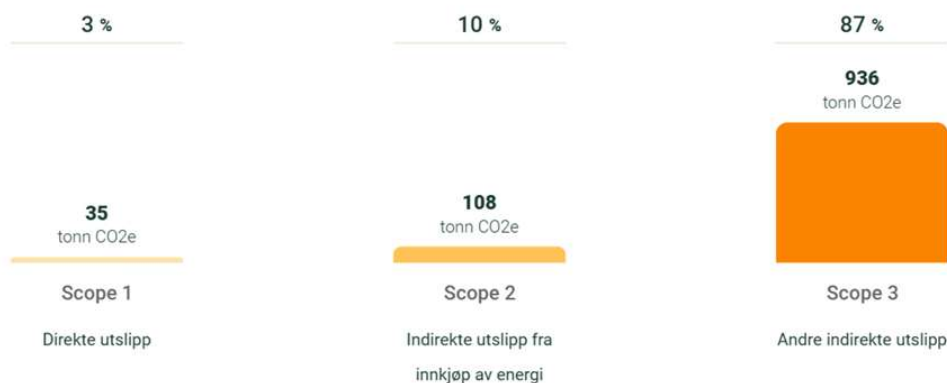 3 %
10 %
87 %
936
tonn CO2e
108
tonn CO2e
35
tonn CO2e
Scope 1
Scope 2
Scope 3
Direkte utslipp
Indirekte utslipp fra
innkjøp av energi
Andre indirekte utslipp